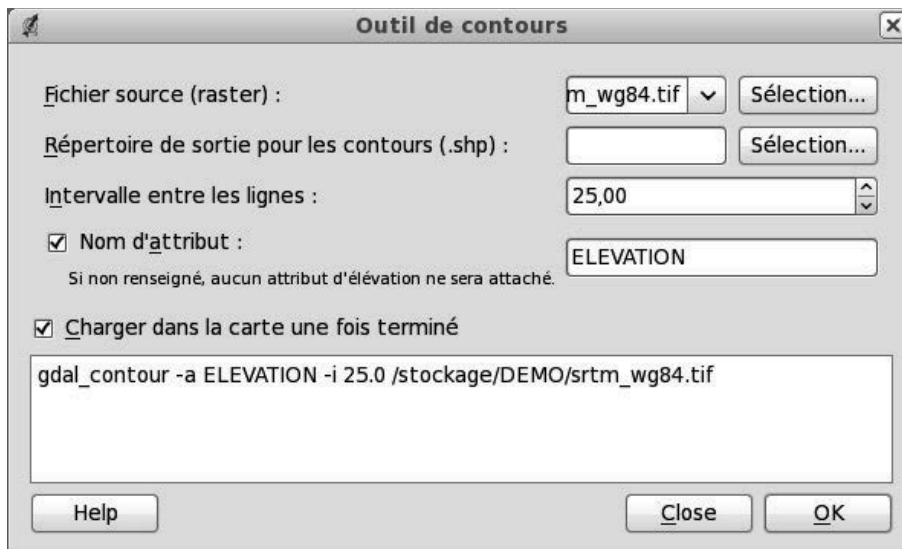 Outil de contours
Fichier source (raster) :
m_wg84.tif
Sélection...
Répertoire de sortie pour les contours (.shp) :
Sélection...
Intervalle entre les lignes :
25,00
Nom d'attribut :
ELEVATION
Si non renseigné, aucun attribut d'élévation ne sera attaché.
Charger dans la carte une fois terminé
gdal_contour -a ELEVATION -i 25.0 /stockage/DEMO/srtm_wg84.tif
Help
Close
OK